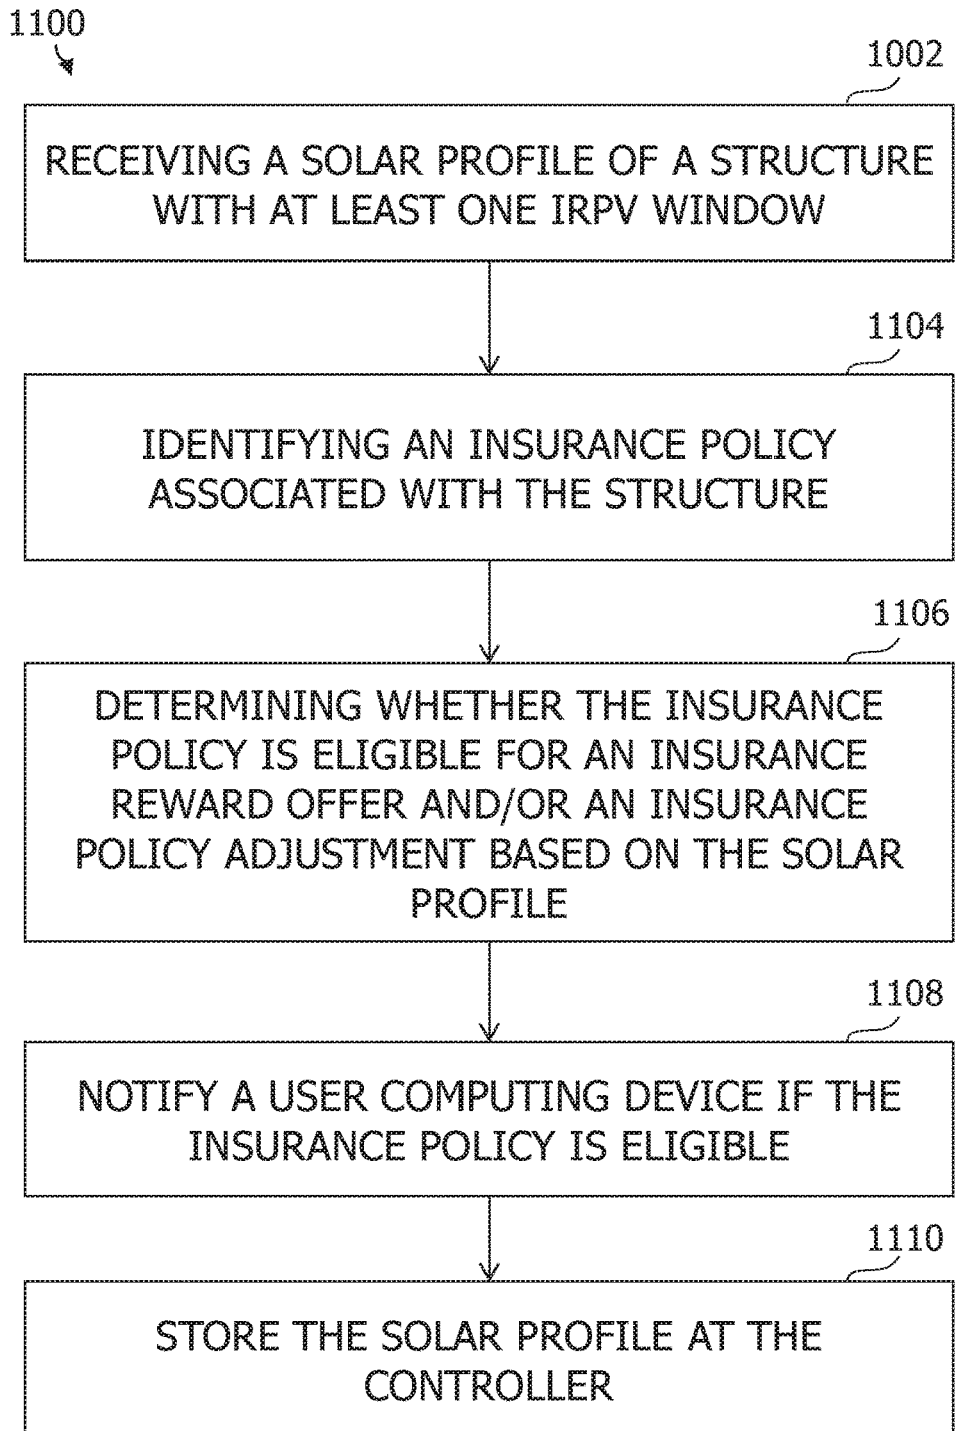 1100
1002
RECEIVING A SOLAR PROFILE OF A STRUCTURE
WITH AT LEAST ONE IRPV WINDOW
1104
IDENTIFYING AN INSURANCE POLICY
ASSOCIATED WITH THE STRUCTURE
1106
DETERMINING WHETHER THE INSURANCE
POLICY IS ELIGIBLE FOR AN INSURANCE
REWARD OFFER AND/OR AN INSURANCE
POLICY ADJUSTMENT BASED ON THE SOLAR
PROFILE
1108
NOTIFY A USER COMPUTING DEVICE IF THE
INSURANCE POLICY IS ELIGIBLE
1110
STORE THE SOLAR PROFILE AT THE
CONTROLLER